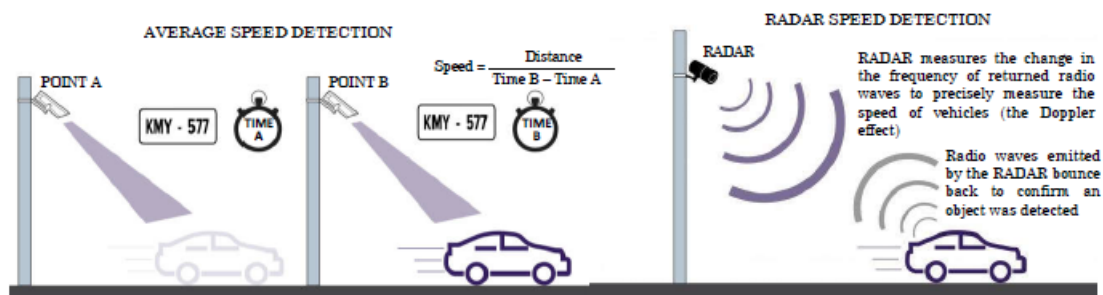 AVERAGE SPEED DETECTION
POINT A
KMY - 577
TIME
A
POINT B
Speed = Distance
Time B – Time A
KMY - 577
TIME
B
RADAR SPEED DETECTION
RADAR
RADAR measures the change in
the frequency of returned radio
waves to precisely measure the
speed of vehicles (the Doppler
effect)
Radio waves emitted
by the RADAR bounce
back to confirm an
object was detected